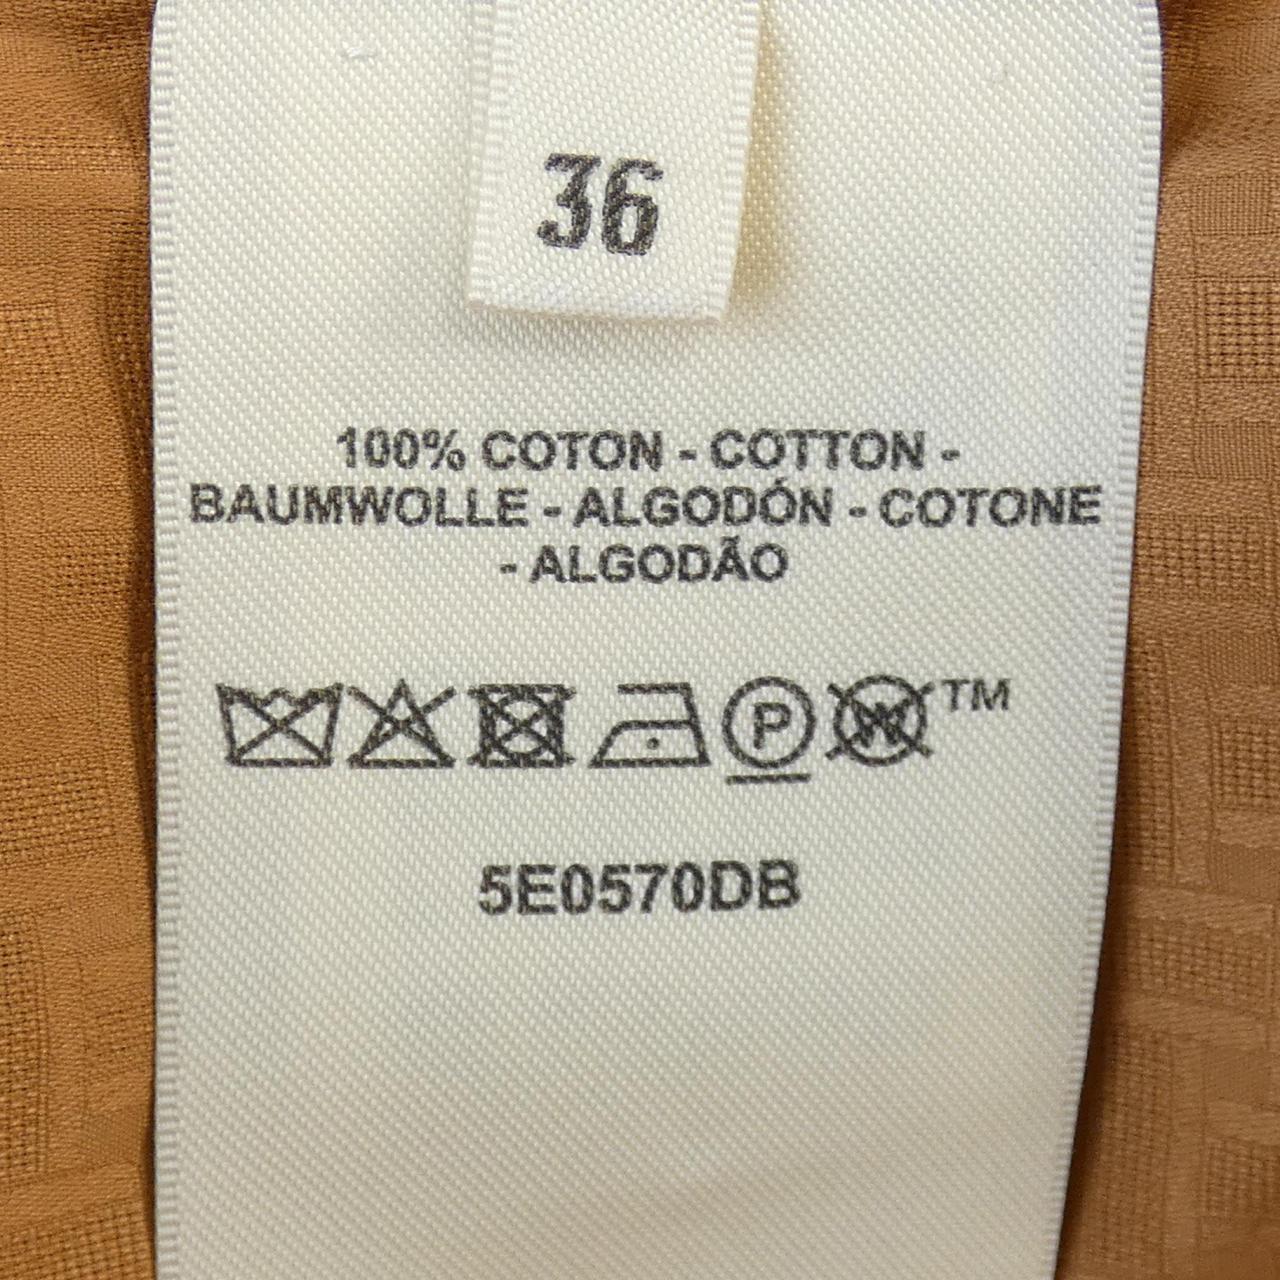 36
100% COTON - COTTON -
BAUMWOLLE - ALGODÓN - COTONE
- ALGODÃO
P W TM
5E0570DB